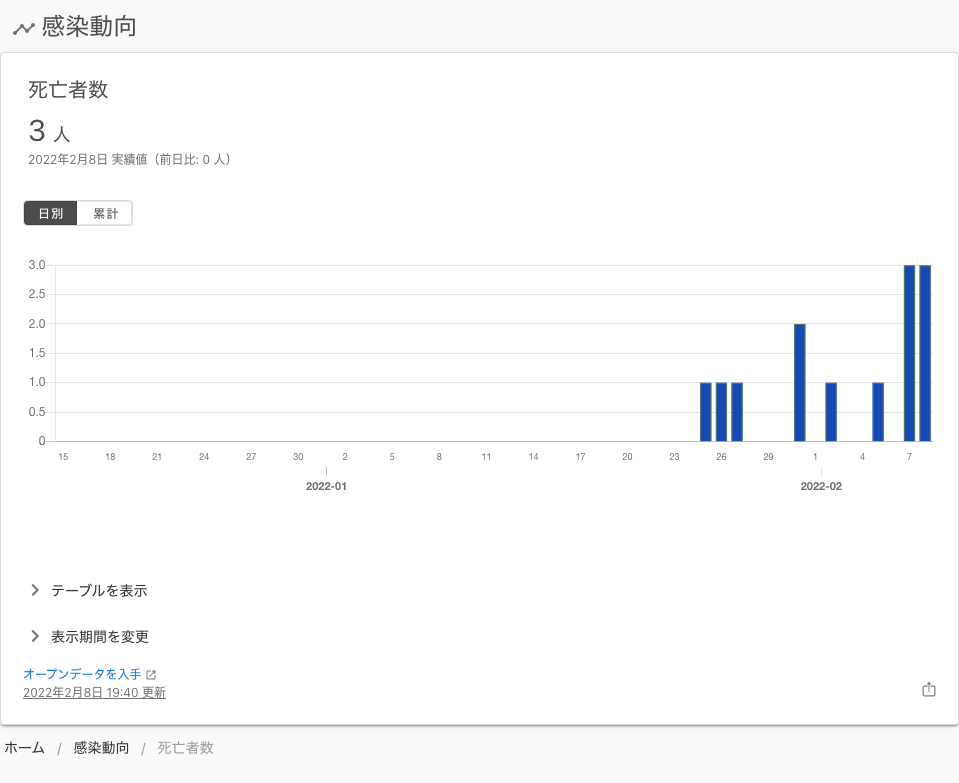 感染動向
死亡者数
3 人
2022年2月8日 実績値（前日比: 0 人）
日別 累計
3.0
2.5
2.0
1.5
1.0
0.5
0
15 18 21 24 27 30 2 5 8 11 14 17 20 23 26 29 1 4 7
2022-01 2022-02
テーブルを表示
表示期間を変更
オープンデータを入手
2022年2月8日 19:40 更新
ホーム / 感染動向 / 死亡者数